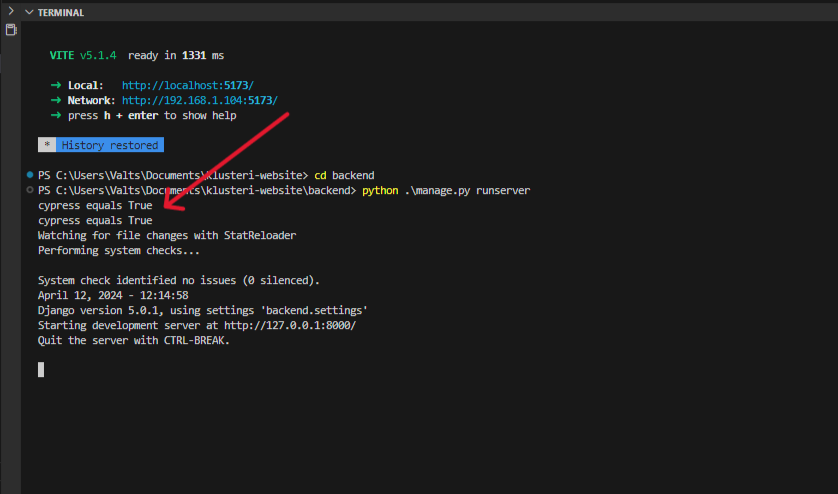 TERMINAL
VITE v5.1.4  ready in 1331 ms
➜ Local:   http://localhost:5173/
➜ Network: http://192.168.1.104:5173/
➜ press h + enter to show help
* History restored
PS C:\Users\Valts\Documents\klusteri-website> cd backend
PS C:\Users\Valts\Documents\klusteri-website\backend> python .\manage.py runserver
cypress equals True
cypress equals True
Watching for file changes with StatReloader
Performing system checks...
System check identified no issues (0 silenced).
April 12, 2024 - 12:14:58
Django version 5.0.1, using settings 'backend.settings'
Starting development server at http://127.0.0.1:8000/
Quit the server with CTRL-BREAK.